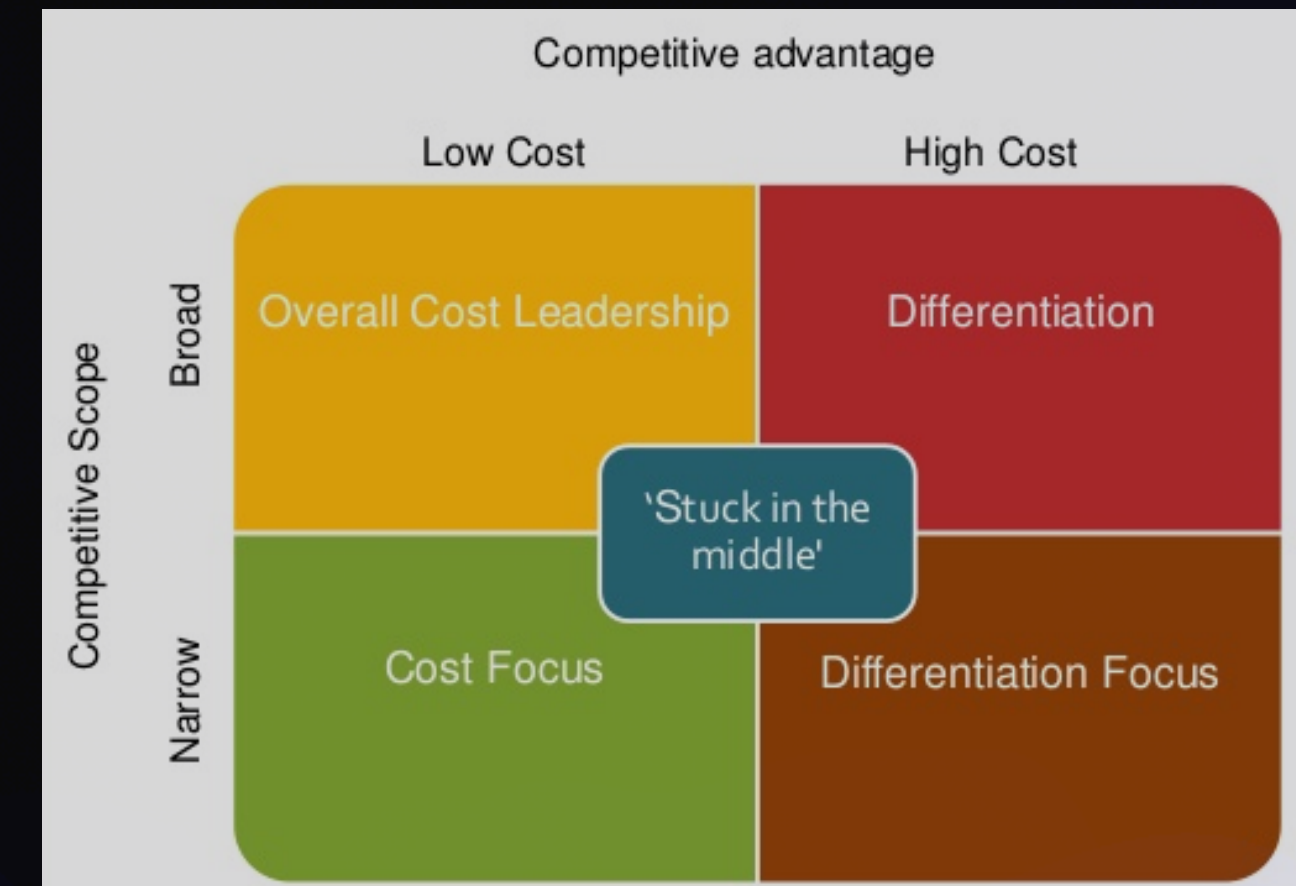 Competitive advantage
Low Cost
High Cost
Competitive Scope
Broad
Overall Cost Leadership
Differentiation
‘Stuck in the
middle'
Narrow
Cost Focus
Differentiation Focus